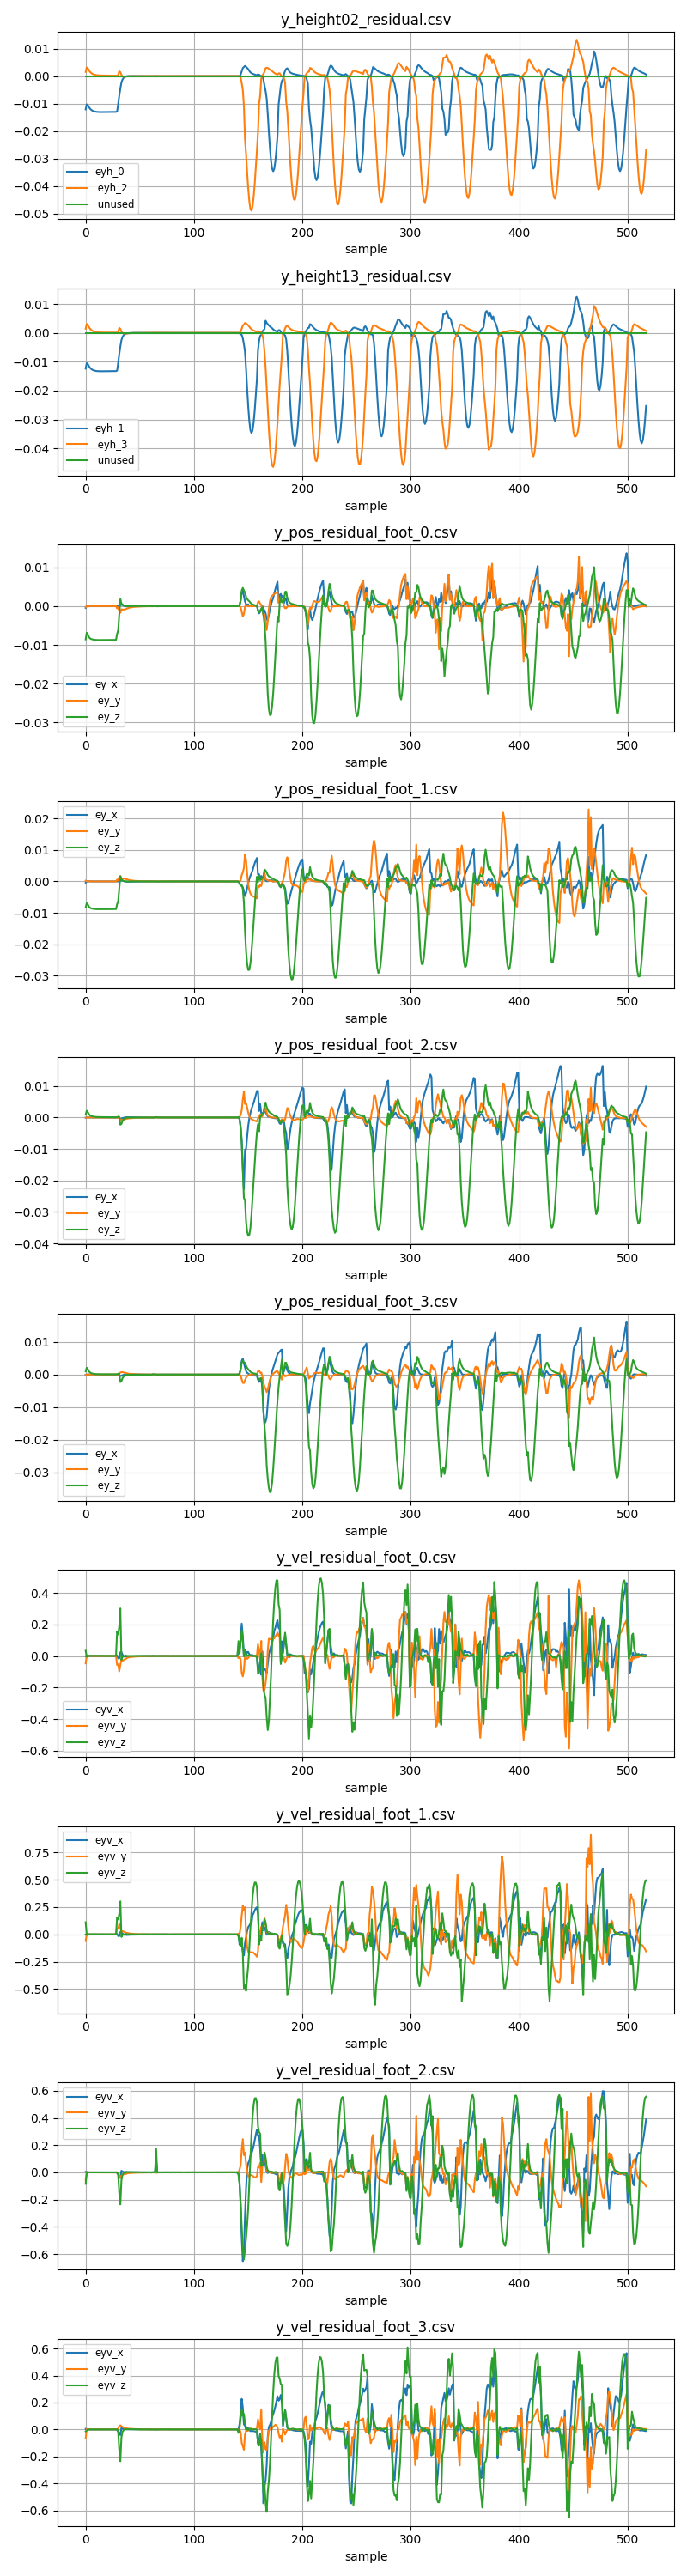 y_height02_residual.csv
0.01
0.00
−0.01
−0.02
−0.03
−0.04
−0.05
eyh_0
eyh_2
unused
0 100 200 300 400 500
sample
y_height13_residual.csv
0.01
0.00
−0.01
−0.02
−0.03
−0.04
eyh_1
eyh_3
unused
0 100 200 300 400 500
sample
y_pos_residual_foot_0.csv
0.01
0.00
−0.01
−0.02
−0.03
ey_x
ey_y
ey_z
0 100 200 300 400 500
sample
y_pos_residual_foot_1.csv
0.02
0.01
0.00
−0.01
−0.02
−0.03
ey_x
ey_y
ey_z
0 100 200 300 400 500
sample
y_pos_residual_foot_2.csv
0.01
0.00
−0.01
−0.02
−0.03
−0.04
ey_x
ey_y
ey_z
0 100 200 300 400 500
sample
y_pos_residual_foot_3.csv
0.01
0.00
−0.01
−0.02
−0.03
ey_x
ey_y
ey_z
0 100 200 300 400 500
sample
y_vel_residual_foot_0.csv
0.4
0.2
0.0
−0.2
−0.4
−0.6
eyv_x
eyv_y
eyv_z
0 100 200 300 400 500
sample
y_vel_residual_foot_1.csv
0.75
0.50
0.25
0.00
−0.25
−0.50
eyv_x
eyv_y
eyv_z
0 100 200 300 400 500
sample
y_vel_residual_foot_2.csv
0.6
0.4
0.2
0.0
−0.2
−0.4
−0.6
eyv_x
eyv_y
eyv_z
0 100 200 300 400 500
sample
y_vel_residual_foot_3.csv
0.6
0.4
0.2
0.0
−0.2
−0.4
−0.6
eyv_x
eyv_y
eyv_z
0 100 200 300 400 500
sample